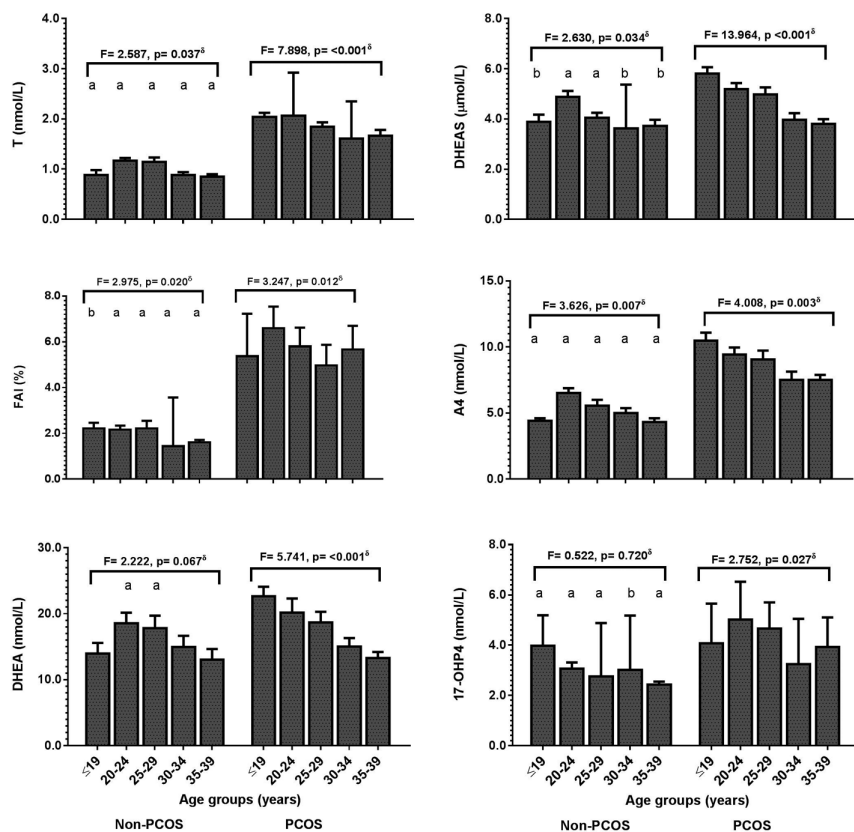 F= 2.587, p= 0.037δ
F= 7.898, p= <0.001δ
a a a a a
T (nmol/L)
4.0
3.0
2.0
1.0
0.0
F= 2.630, p= 0.034δ
F= 13.964, p <0.001δ
b a a b b
DHEAS (µmol/L)
8.0
6.0
4.0
2.0
0.0
F= 2.975, p= 0.020δ
F= 3.247, p= 0.012δ
b a a a a
FAI (%)
8.0
6.0
4.0
2.0
0.0
F= 3.626, p= 0.007δ
F= 4.008, p= 0.003δ
a a a a a
A4 (nmol/L)
15.0
10.0
5.0
0.0
F= 2.222, p= 0.067δ
F= 5.741, p= <0.001δ
a a
DHEA (nmol/L)
30.0
20.0
10.0
0.0
≤19 20-24 25-29 30-34 35-39 ≤19 20-24 25-29 30-34 35-39
Age groups (years)
Non-PCOS PCOS
F= 0.522, p= 0.720δ
F= 2.752, p= 0.027δ
a a a b a
17-OHP4 (nmol/L)
8.0
6.0
4.0
2.0
0.0
≤19 20-24 25-29 30-34 35-39 ≤19 20-24 25-29 30-34 35-39
Age groups (years)
Non-PCOS PCOS